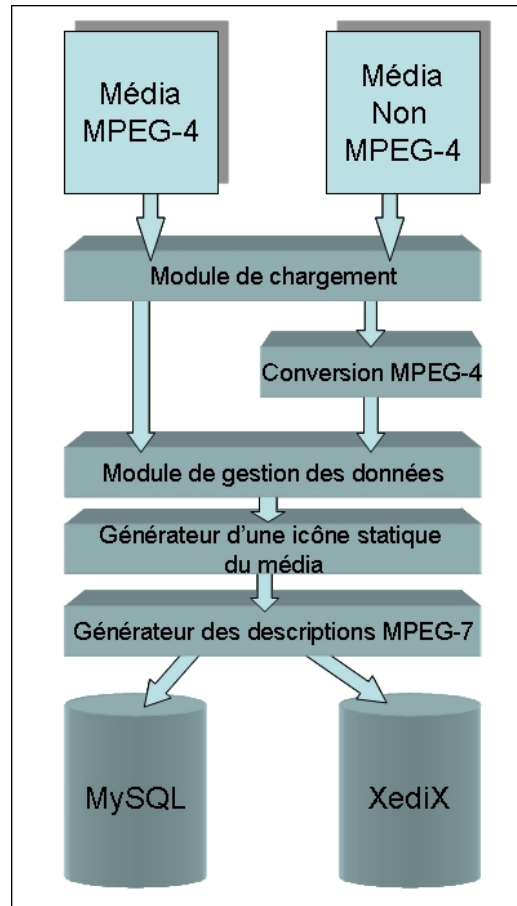 Média
MPEG-4
Média
Non
MPEG-4
Module de chargement
Conversion MPEG-4
Module de gestion des données
Générateur d'une icône statique
du média
Générateur des descriptions MPEG-7
MySQL
XediX